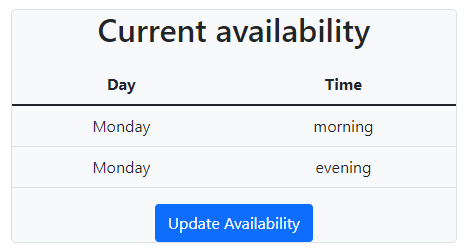 Current availability
Day Time
Monday morning
Monday evening
Update Availability